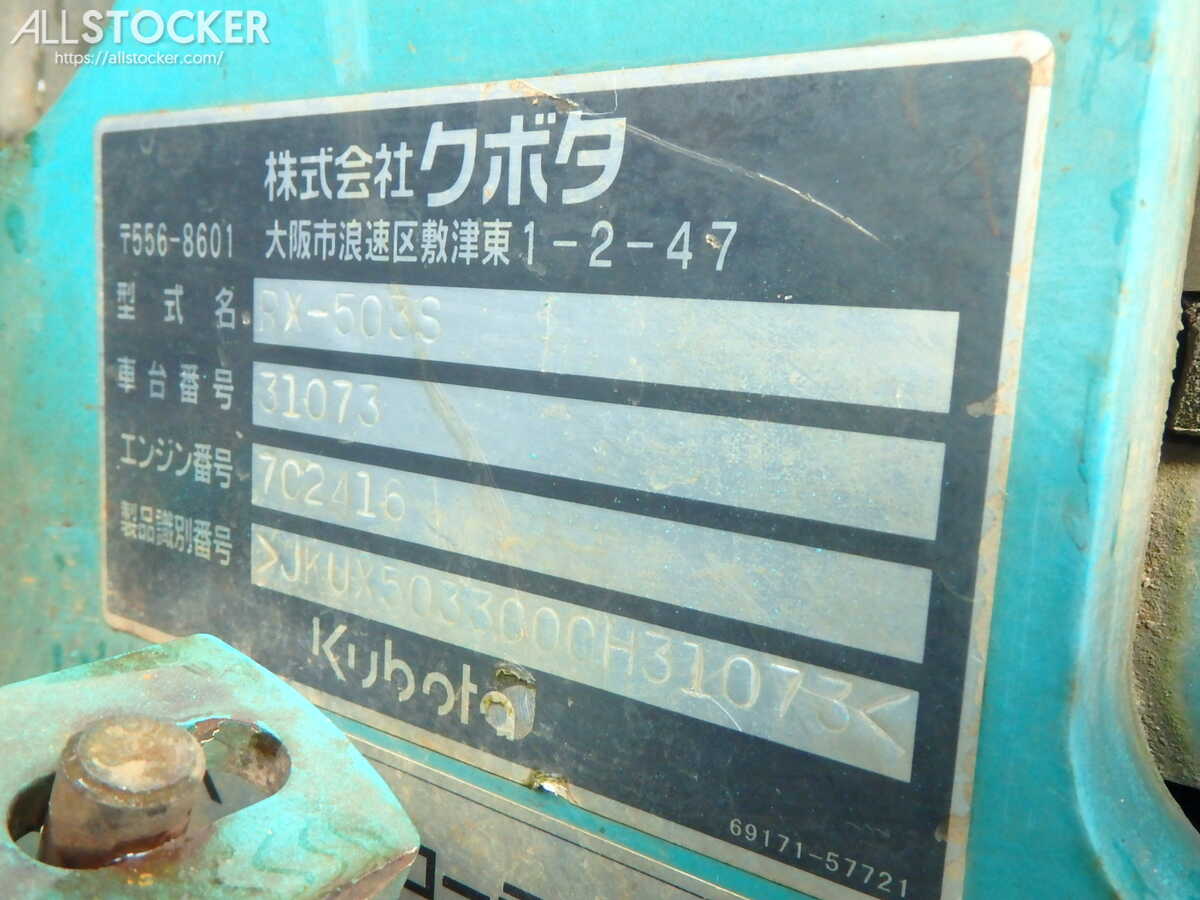 ALLSTOCKER
https://allstocker.com/
株式会社クボタ
〒556-8601 大阪市浪速区敷津東1-2-47
型式名 RX-503S
車台番号 31073
エンジン番号 7C2416
製品識別番号 >JKUX503300CH31073<
Kubota
69171-57721